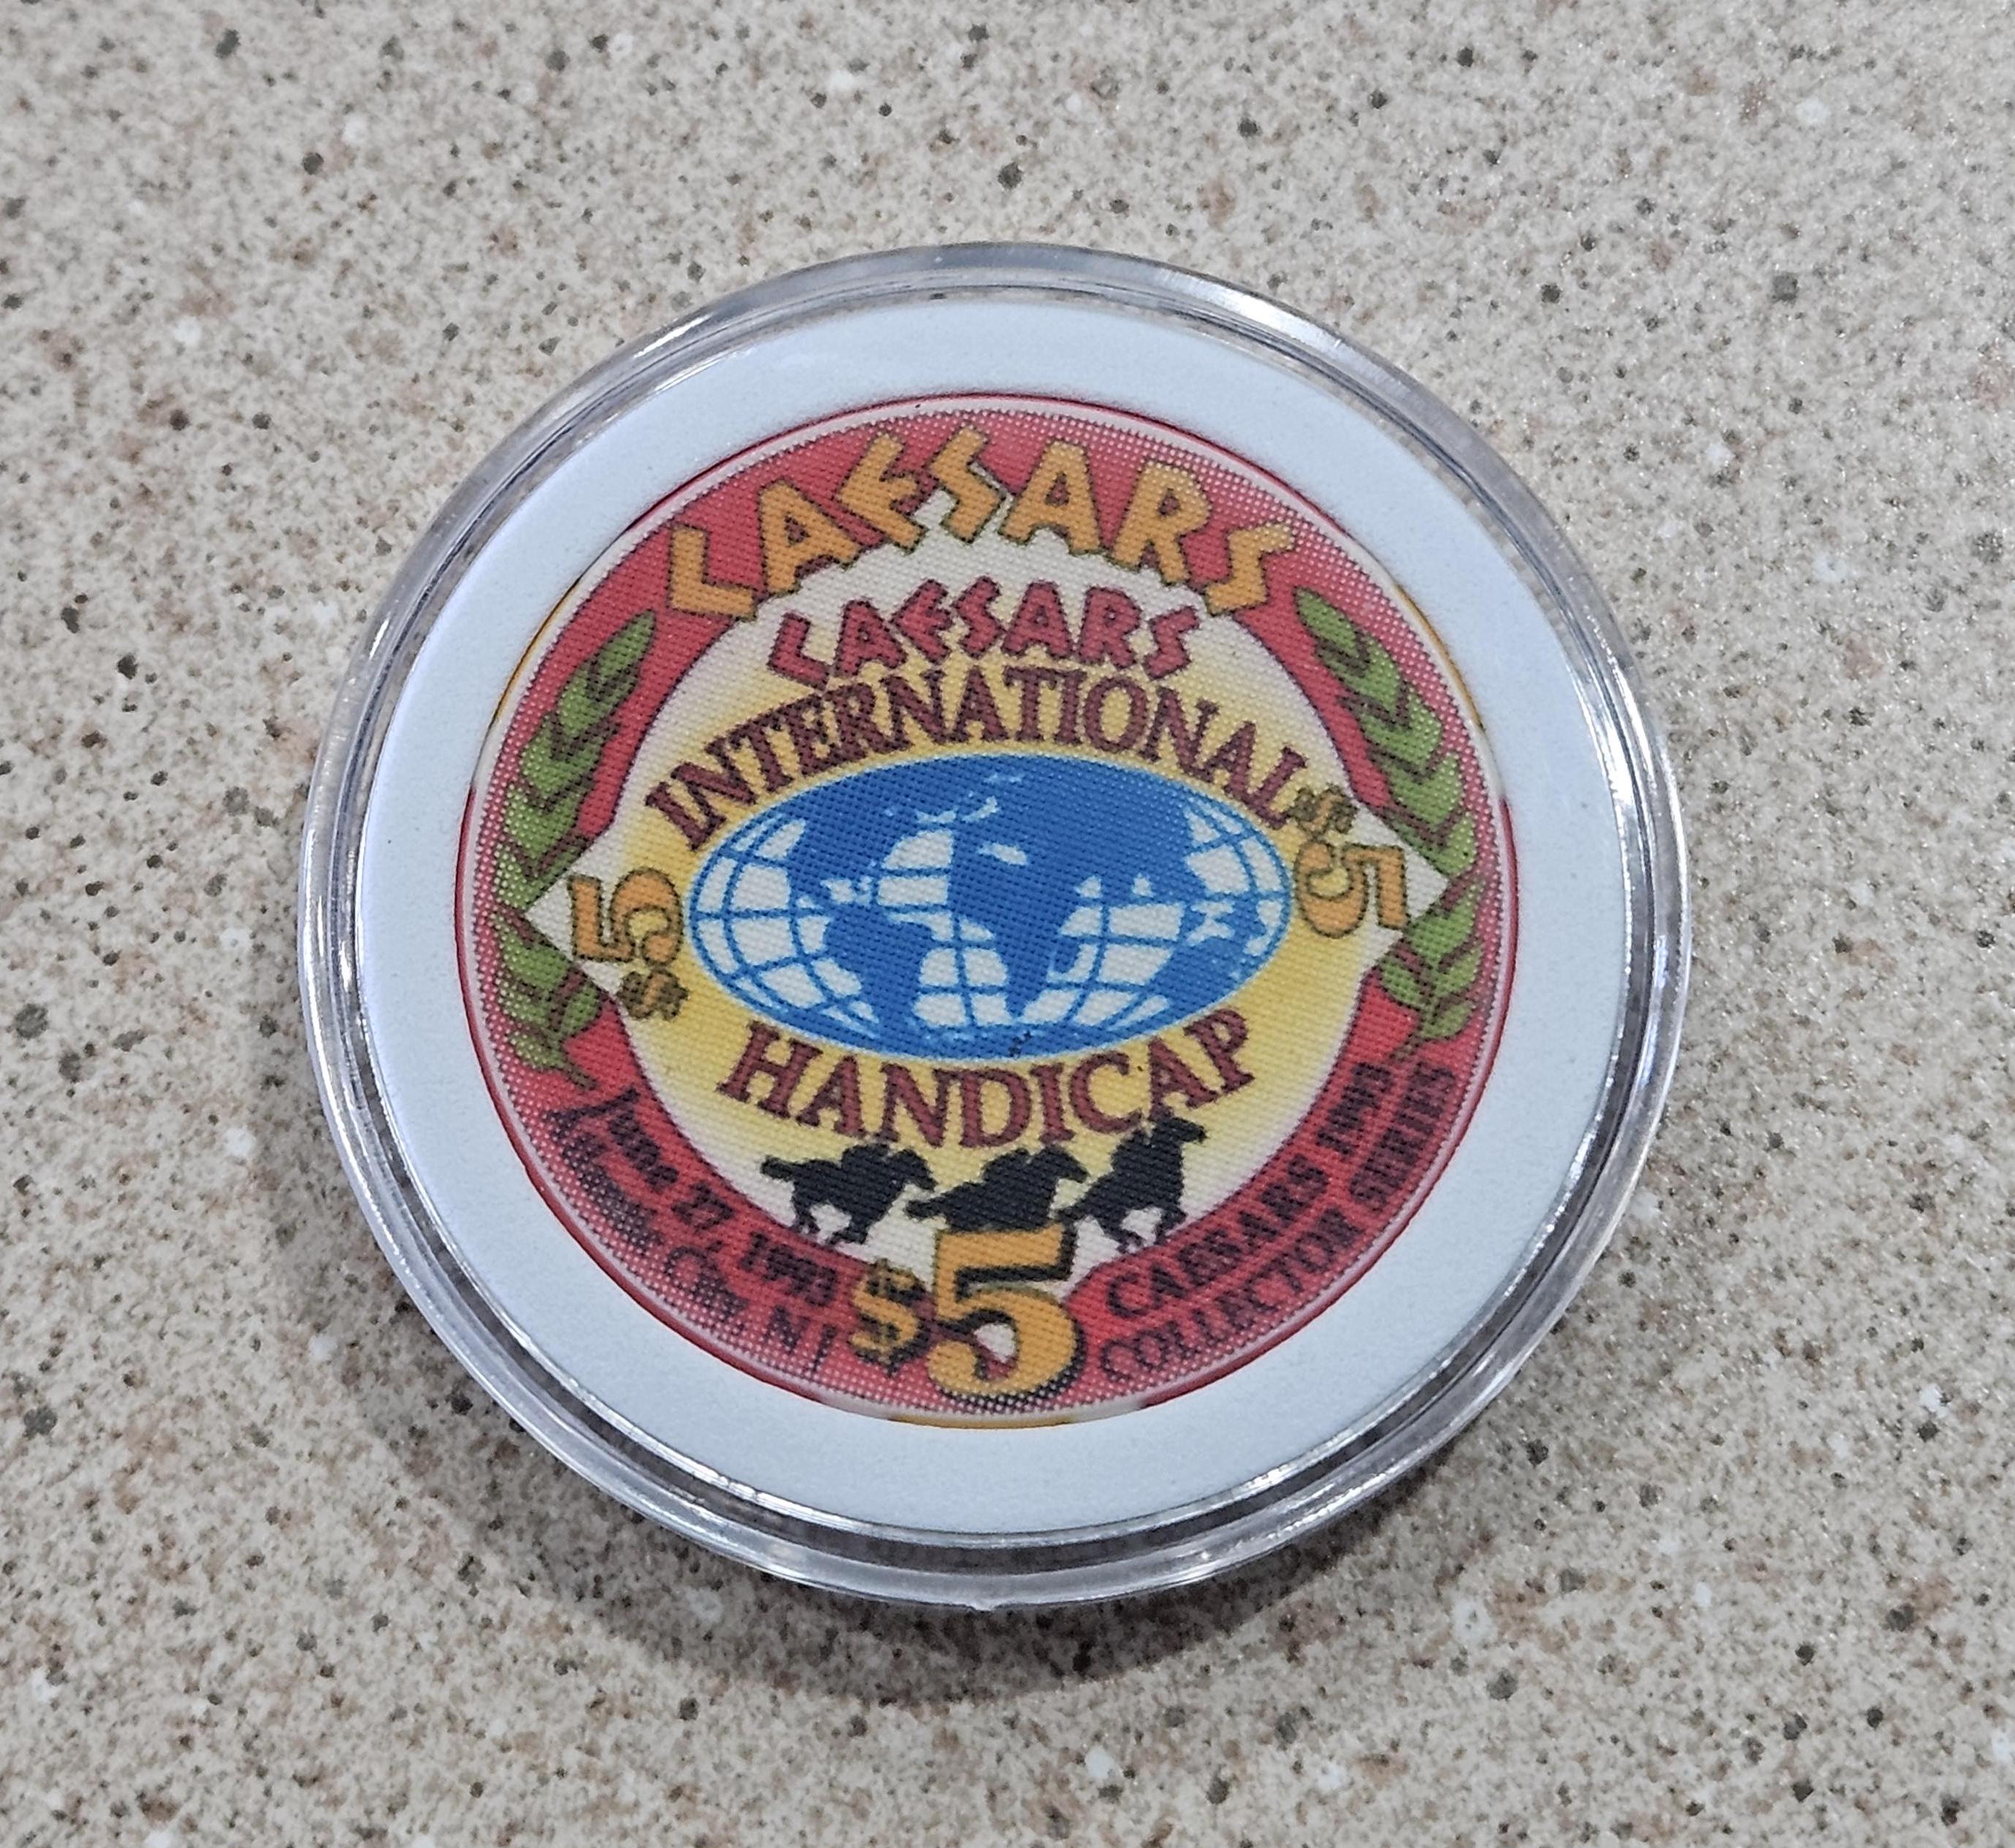 CAESARS
CAESARS
INTERNATIONAL
$5
$5
HANDICAP
$5
June 27, 1993
Atlantic City, NJ
CAESARS 1993
COLLECTOR SERIES